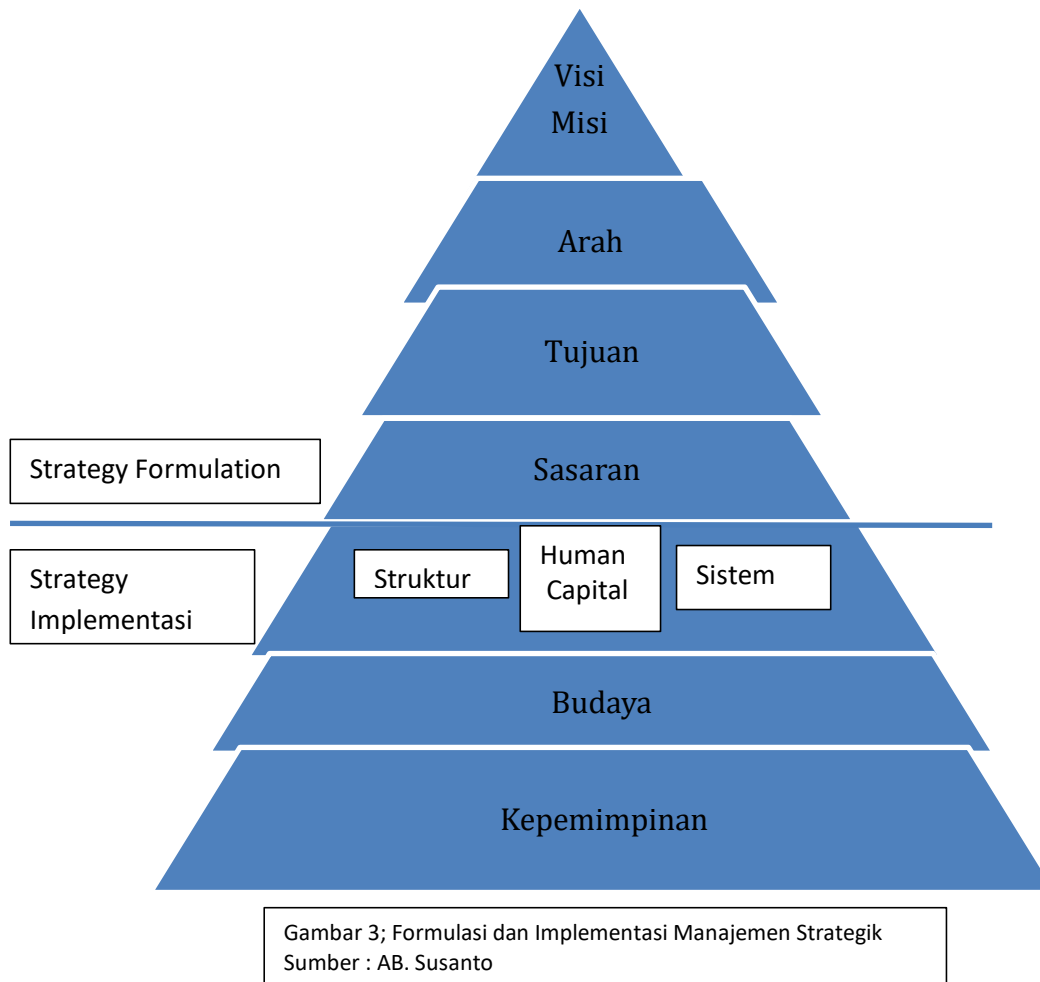 Visi
Misi
Arah
Tujuan
Sasaran
Strategy Formulation
Strategy
Implementasi
Struktur
Human
Capital
Sistem
Budaya
Kepemimpinan
Gambar 3; Formulasi dan Implementasi Manajemen Strategik
Sumber : AB. Susanto